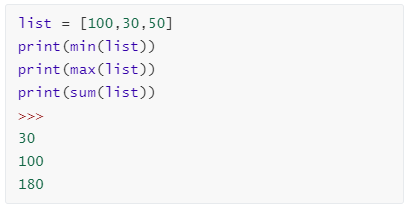 list = [100,30,50]
print(min(list))
print(max(list))
print(sum(list))
>>>
30
100
180